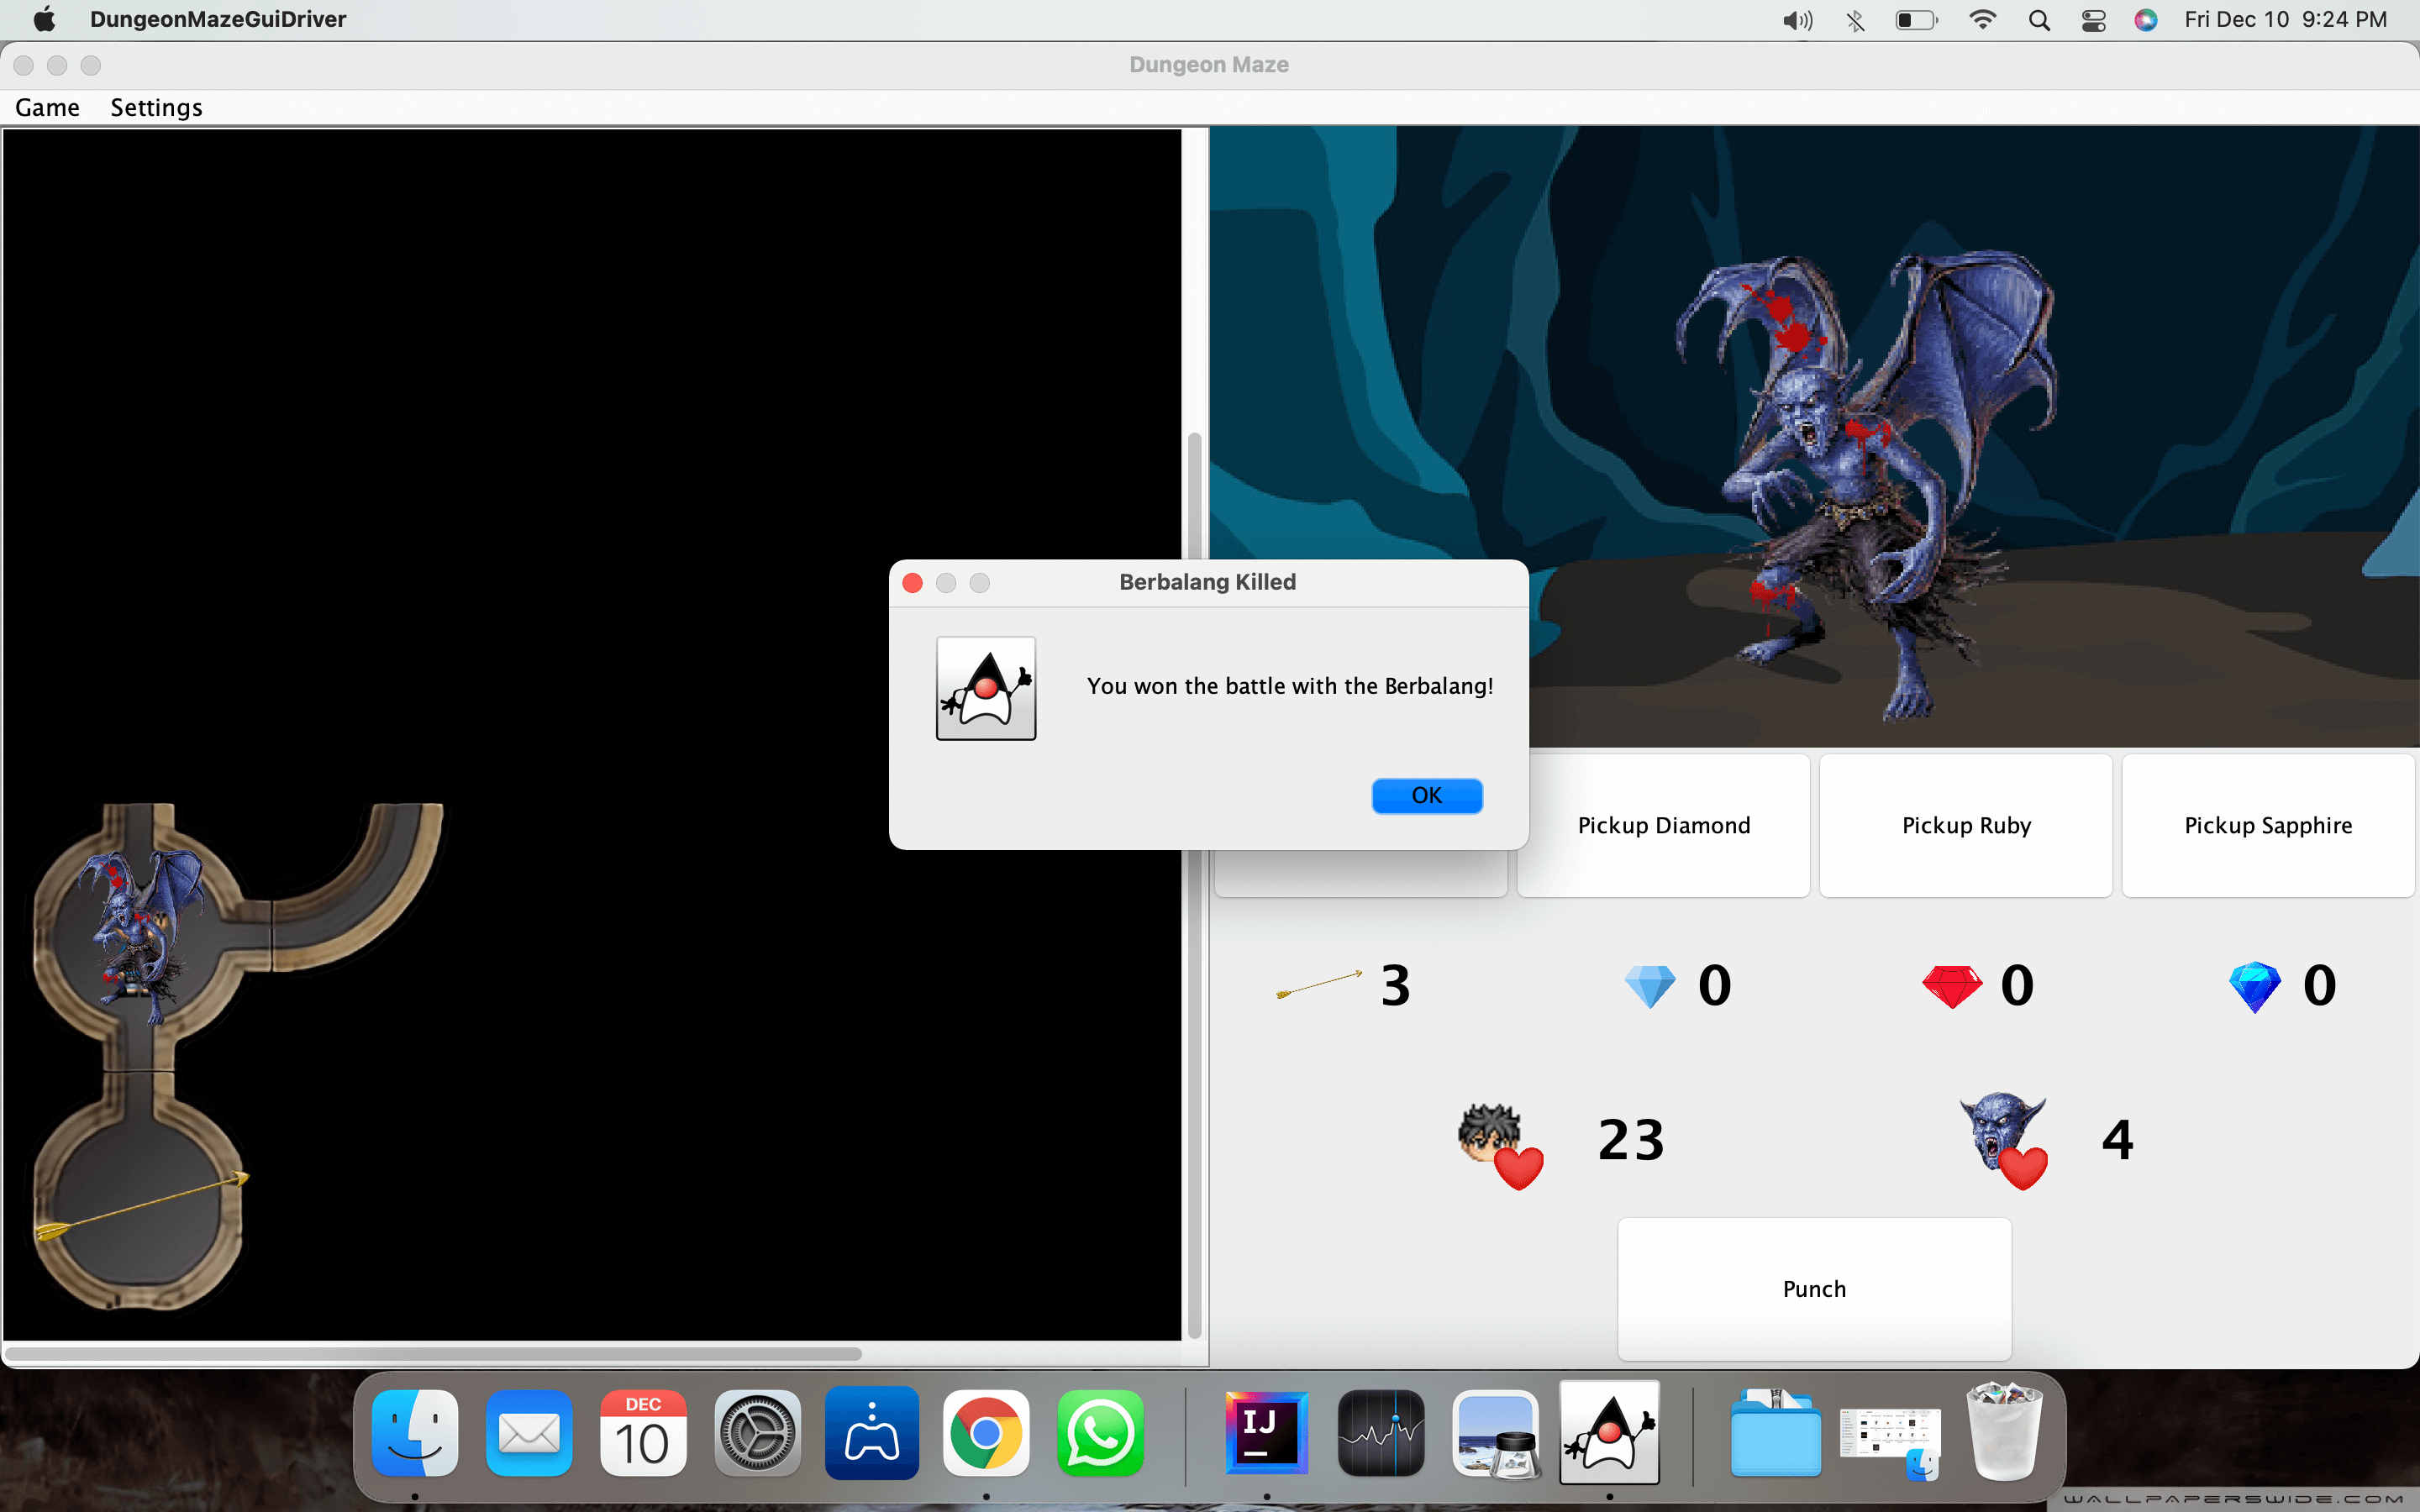 DungeonMazeGuiDriver
Fri Dec 10 9:24 PM
Dungeon Maze
Game Settings
Berbalang Killed
You won the battle with the Berbalang!
OK
Pickup Diamond
Pickup Ruby
Pickup Sapphire
3
0
0
0
23
4
Punch
DEC
10
IJ
WALLPAPERSWIDE.COM